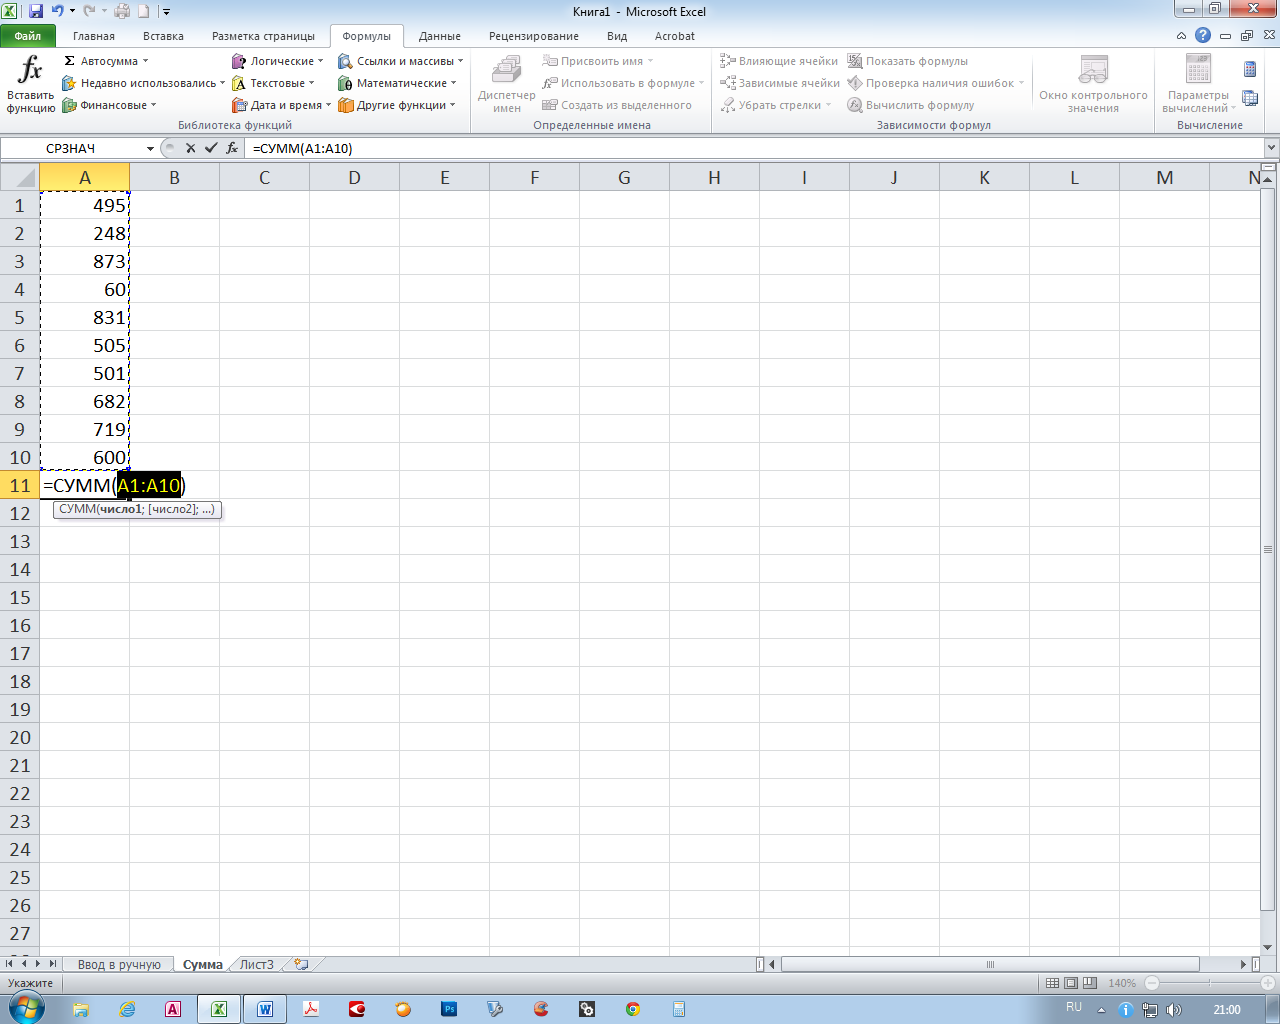 Книга1 - Microsoft Excel
Файл Главная Вставка Разметка страницы Формулы Данные Рецензирование Вид Acrobat
Вставить функцию
Σ Автосумма
Недавно использовались
Финансовые
Логические
Текстовые
Дата и время
Ссылки и массивы
Математические
Другие функции
Библиотека функций
Диспетчер имен
Присвоить имя
Использовать в формуле
Создать из выделенного
Определенные имена
Влияющие ячейки
Зависимые ячейки
Убрать стрелки
Показать формулы
Проверка наличия ошибок
Вычислить формулу
Зависимости формул
Окно контрольного значения
Параметры вычислений
Вычисление
СРЗНАЧ fx =СУММ(A1:A10)
A B C D E F G H I J K L M N
1 495
2 248
3 873
4 60
5 831
6 505
7 501
8 682
9 719
10 600
11 =СУММ(A1:A10)
12 СУММ(число1; [число2]; ...)
13
14
15
16
17
18
19
20
21
22
23
24
25
26
27
Ввод в ручную Сумма Лист3
Укажите 140%
RU 21:00